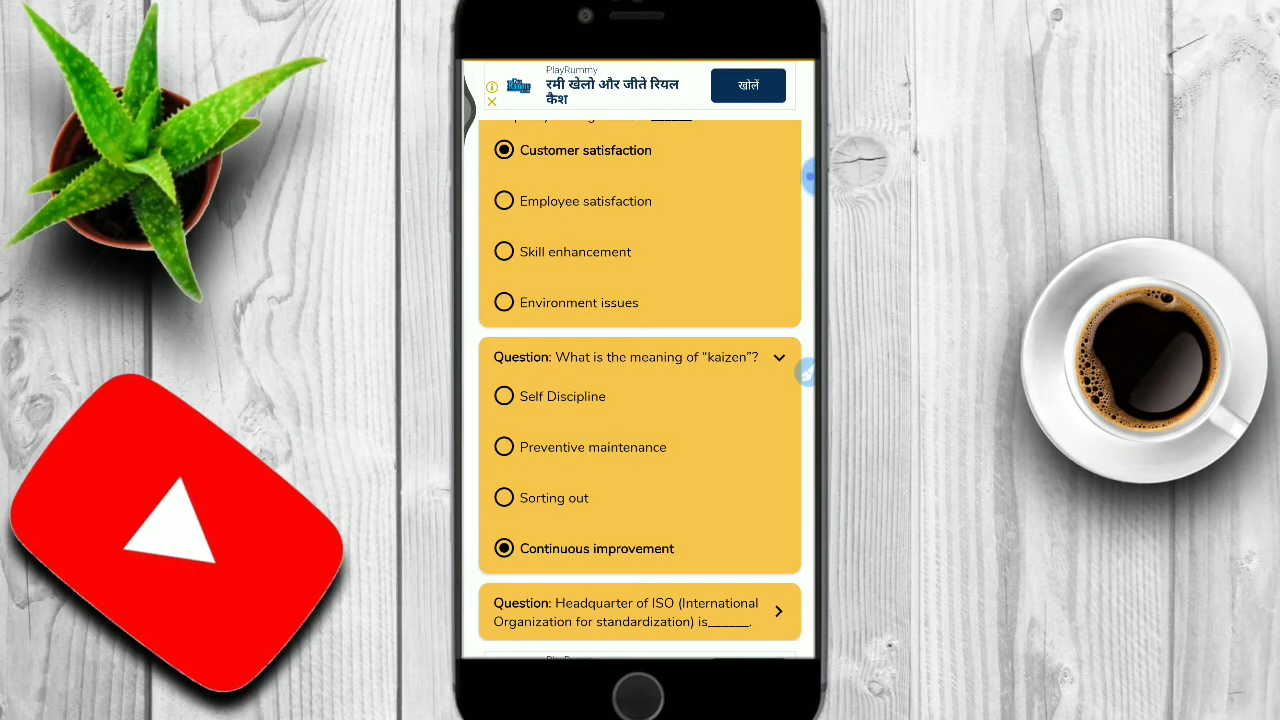 PlayRummy
रमी खेलो और जीते रियल
कैश
खोलें
Customer satisfaction
Employee satisfaction
Skill enhancement
Environment issues
Question: What is the meaning of “kaizen”?
Self Discipline
Preventive maintenance
Sorting out
Continuous improvement
Question: Headquarter of ISO (International
Organization for standardization) is______.